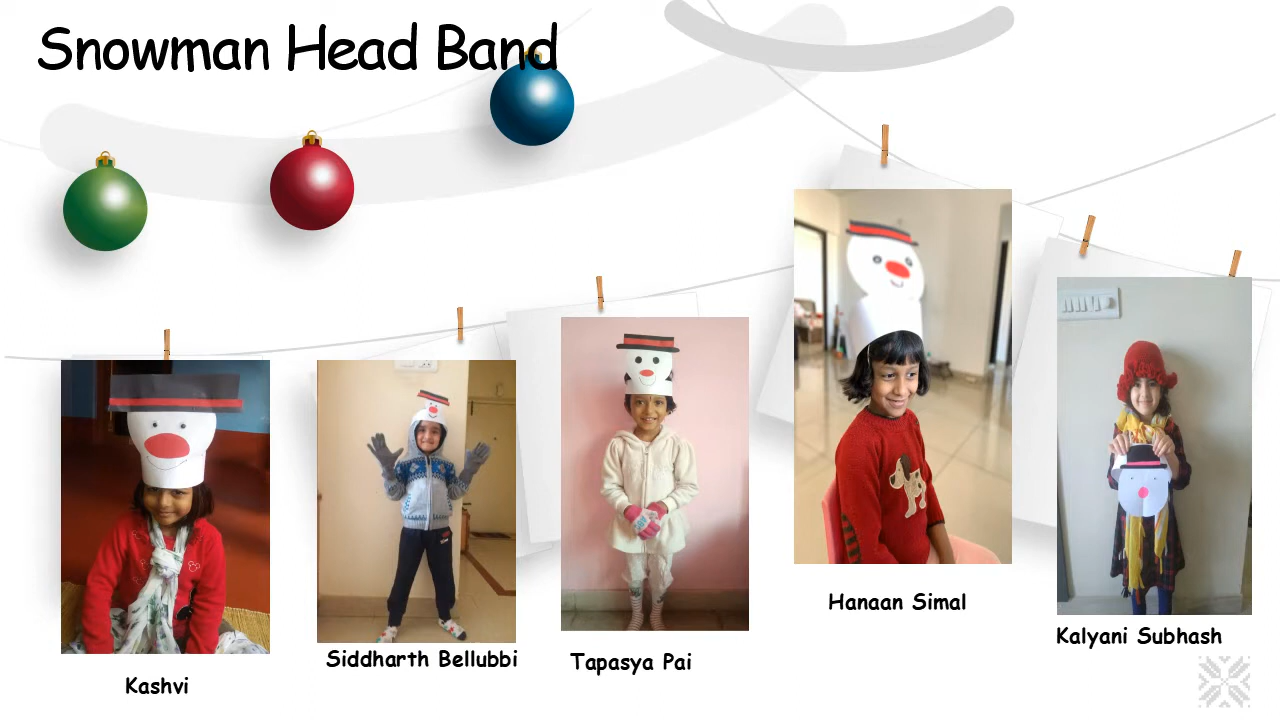 Snowman Head Band
Kashvi
Siddharth Bellubbi
Tapasya Pai
Hanaan Simal
Kalyani Subhash